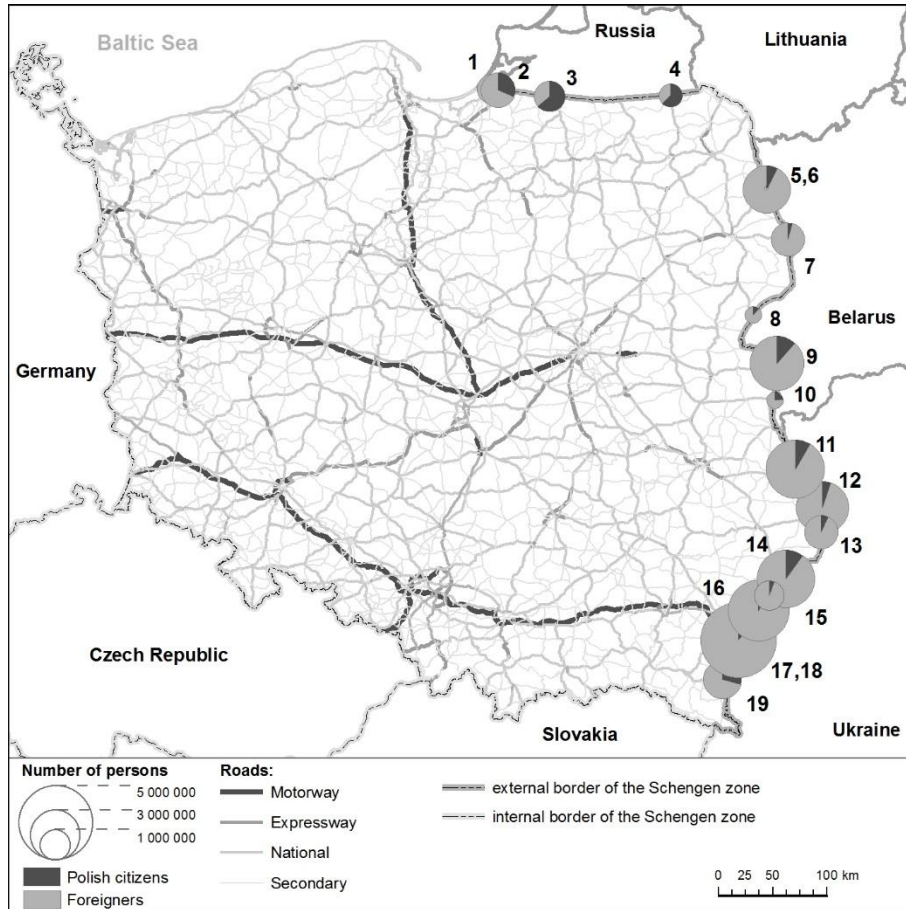 Baltic Sea
Russia
Lithuania
1
2
3
4
5,6
7
8
Belarus
9
Germany
10
11
12
13
14
16
15
Czech Republic
17,18
19
Slovakia
Ukraine
Number of persons
5 000 000
3 000 000
1 000 000
Polish citizens
Foreigners
Roads:
Motorway
Expressway
National
Secondary
external border of the Schengen zone
internal border of the Schengen zone
0 25 50 100 km